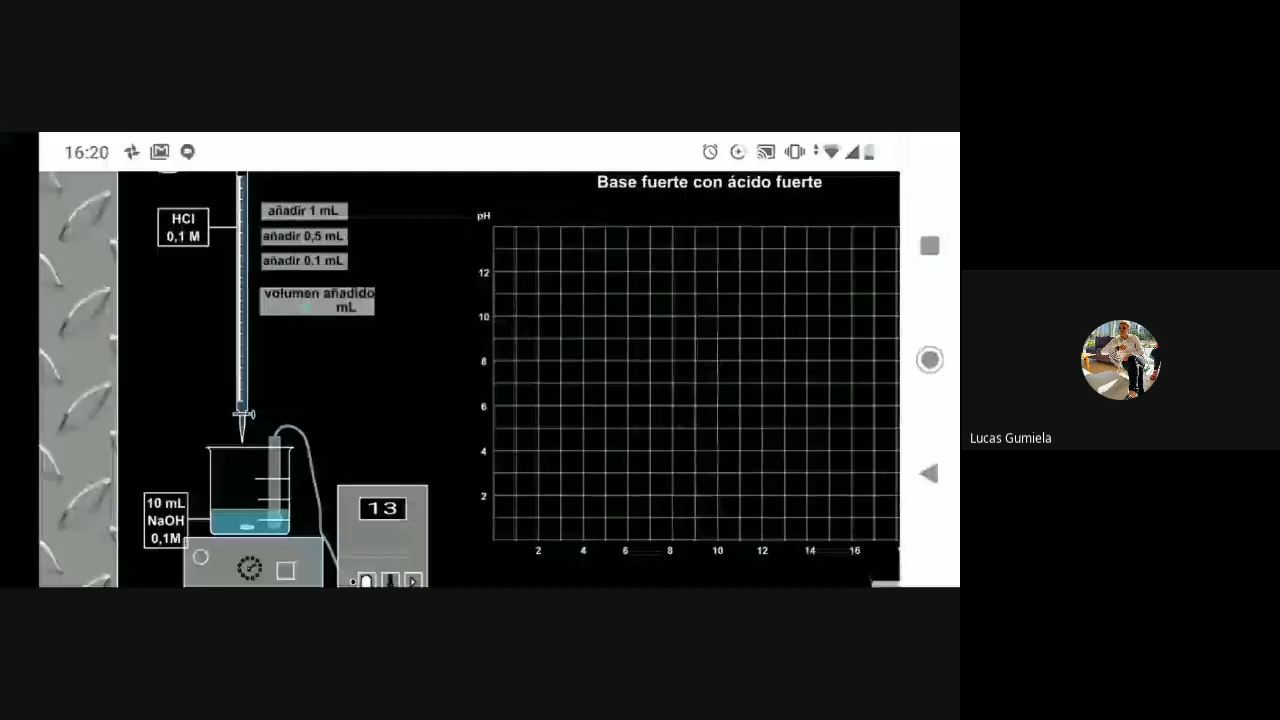 16:20
Base fuerte con ácido fuerte
HCl
0,1 M
añadir 1 mL
añadir 0,5 mL
añadir 0.1 mL
volumen añadido
mL
pH
12
10
8
6
4
2
2 4 6 8 10 12 14 16
10 mL
NaOH
0,1M
13
Lucas Gumiela